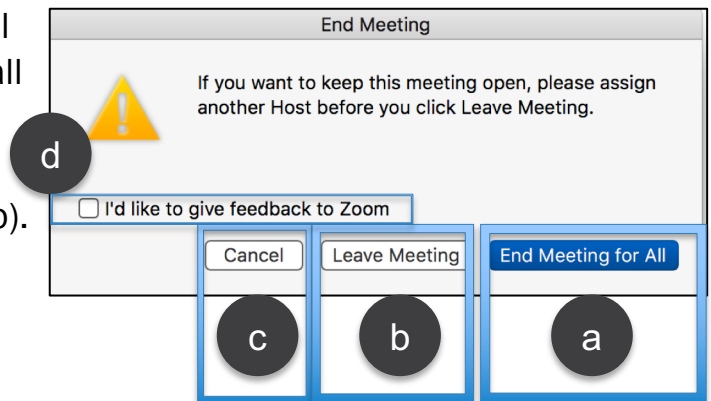 End Meeting
If you want to keep this meeting open, please assign
another Host before you click Leave Meeting.
all
d
I'd like to give feedback to Zoom
).
Cancel
Leave Meeting
End Meeting for All
c
b
a